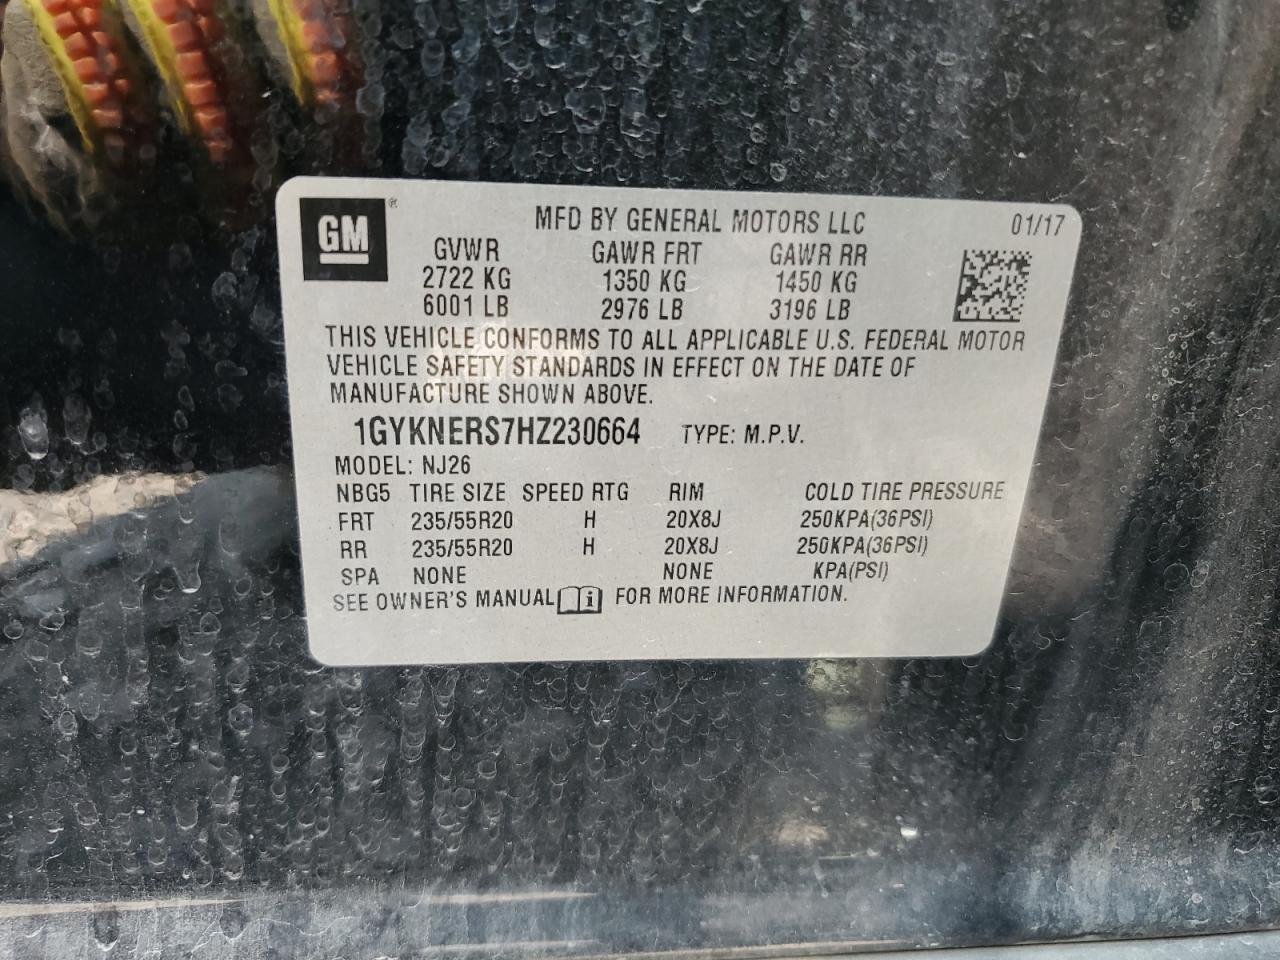 GM ®
MFD BY GENERAL MOTORS LLC 01/17
GVWR GAWR FRT GAWR RR
2722 KG 1350 KG 1450 KG
6001 LB 2976 LB 3196 LB
THIS VEHICLE CONFORMS TO ALL APPLICABLE U.S. FEDERAL MOTOR
VEHICLE SAFETY STANDARDS IN EFFECT ON THE DATE OF
MANUFACTURE SHOWN ABOVE.
1GYKNERS7HZ230664 TYPE: M.P.V.
MODEL: NJ26
NBG5 TIRE SIZE SPEED RTG RIM COLD TIRE PRESSURE
FRT 235/55R20 H 20X8J 250KPA(36PSI)
RR 235/55R20 H 20X8J 250KPA(36PSI)
SPA NONE NONE KPA(PSI)
SEE OWNER'S MANUAL i FOR MORE INFORMATION.